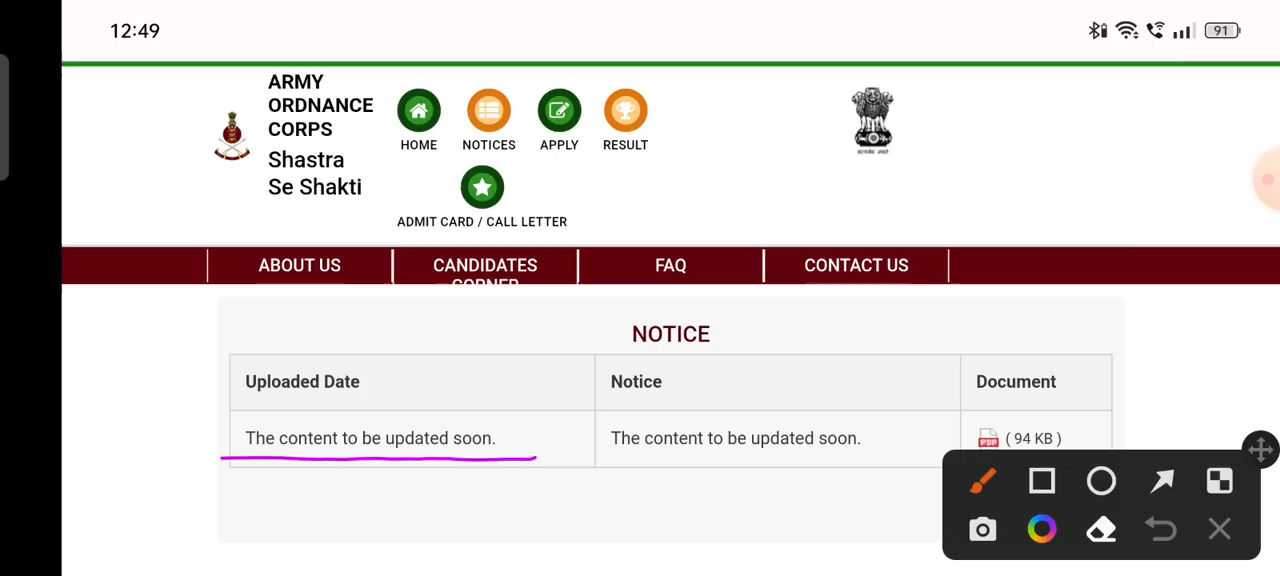 12:49
91
ARMY
ORDNANCE
CORPS
Shastra
Se Shakti
HOME
NOTICES
APPLY
RESULT
ADMIT CARD / CALL LETTER
ABOUT US
CANDIDATES
CORNER
FAQ
CONTACT US
NOTICE
Uploaded Date
Notice
Document
The content to be updated soon.
The content to be updated soon.
PDF
( 94 KB )